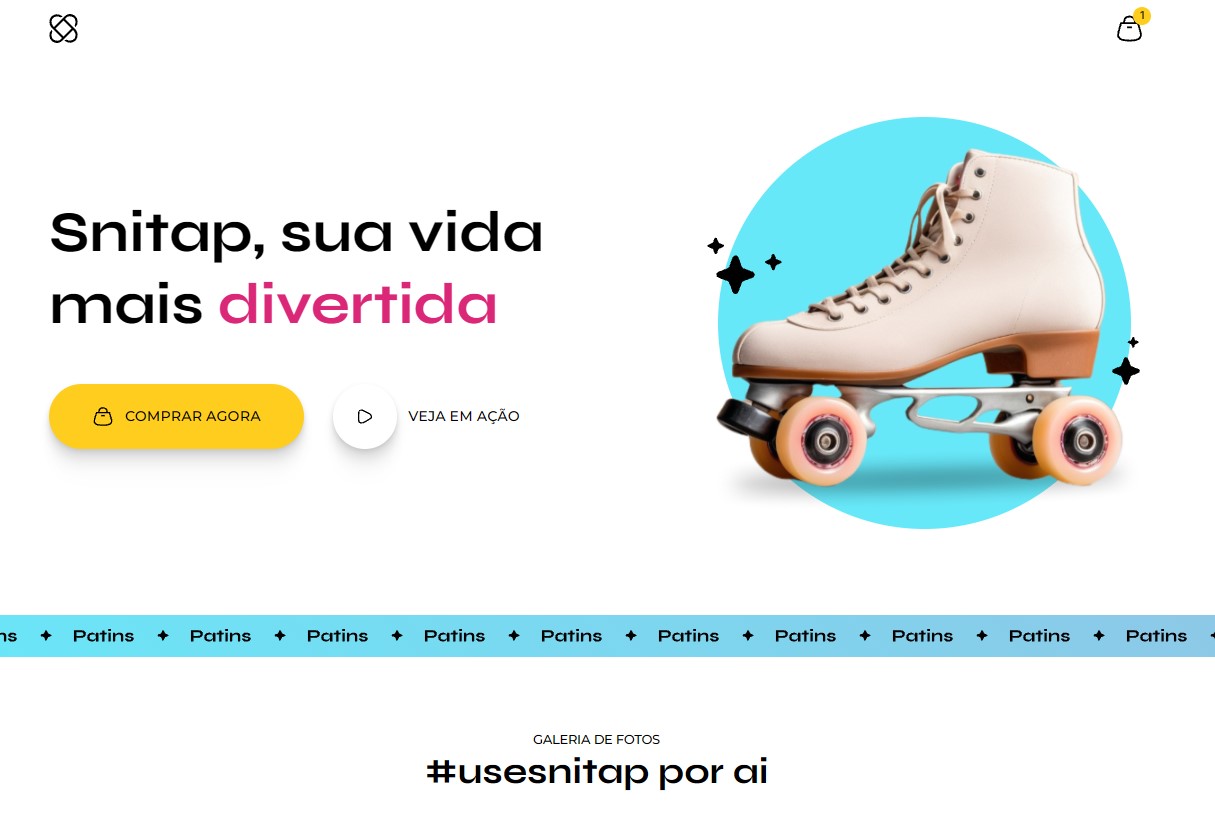 1
Snitap, sua vida
mais divertida
COMPRAR AGORA
VEJA EM AÇÃO
ns Patins Patins Patins Patins Patins Patins Patins Patins Patins Patins
GALERIA DE FOTOS
#usesnitap por ai